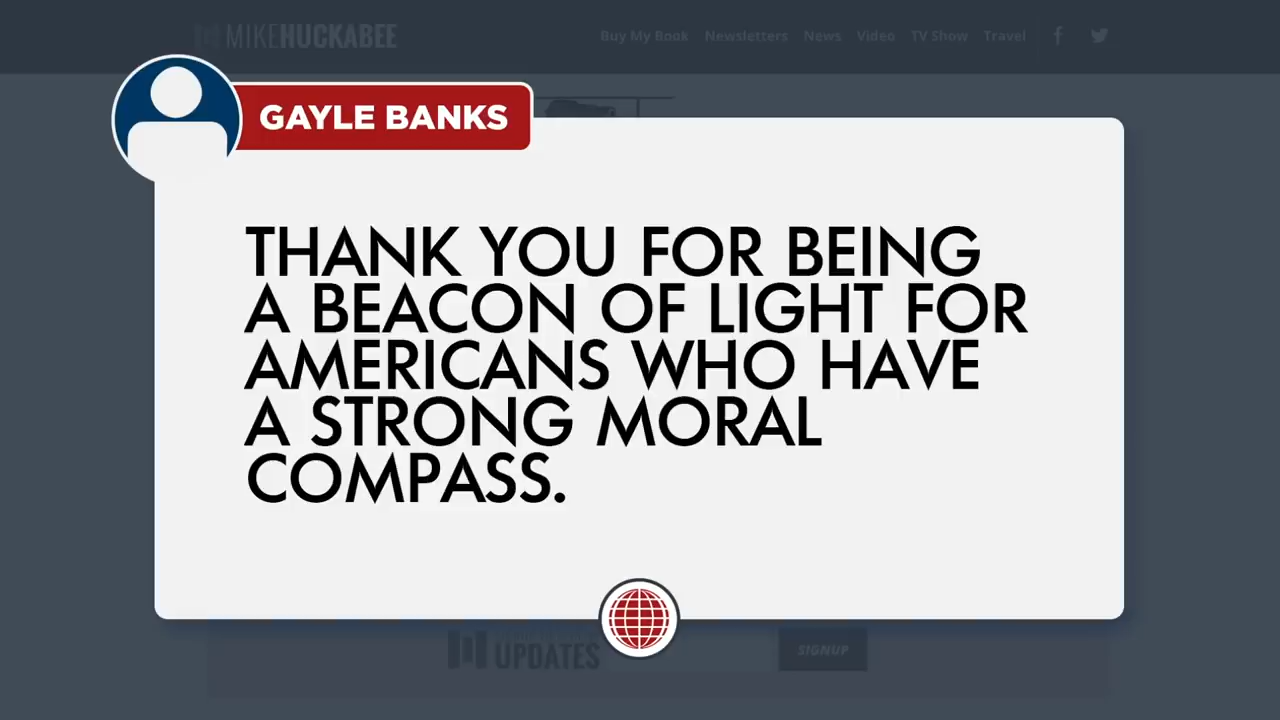 MIKEHUCKABEE
Buy My Book Newsletters News Video TV Show Travel
GAYLE BANKS
THANK YOU FOR BEING
A BEACON OF LIGHT FOR
AMERICANS WHO HAVE
A STRONG MORAL
COMPASS.
UPDATES
SIGNUP